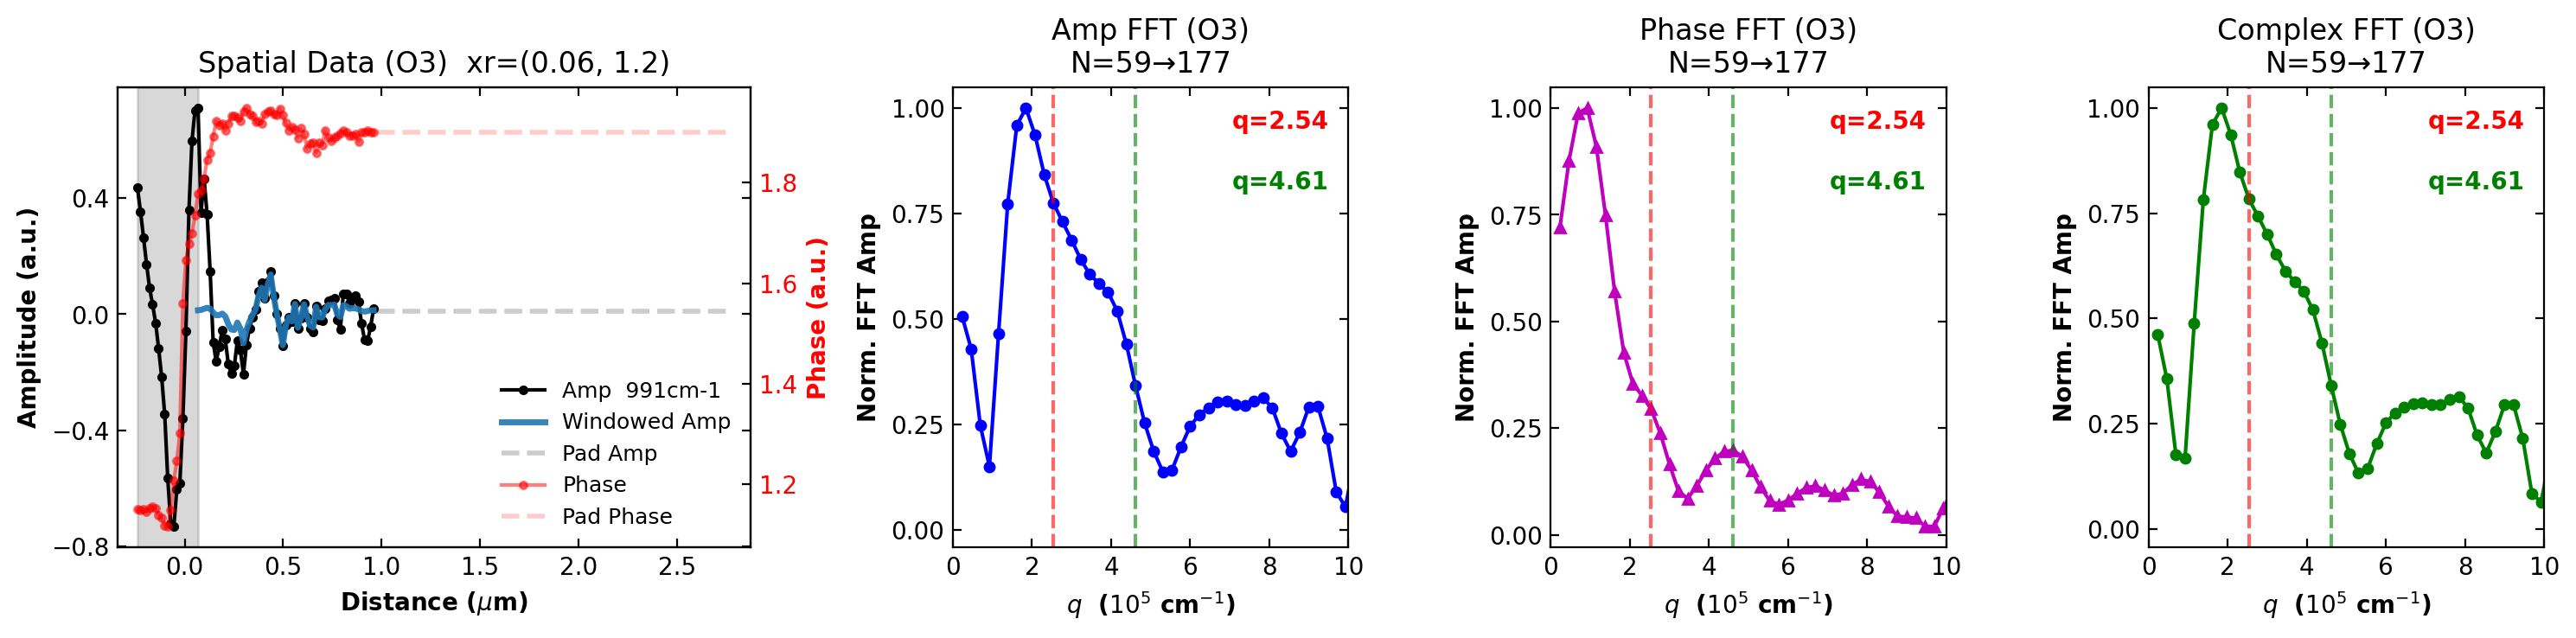 Spatial Data (O3)  xr=(0.06, 1.2)
Amplitude (a.u.)
0.4
0.0
−0.4
−0.8
0.0 0.5 1.0 1.5 2.0 2.5
Distance (μm)
1.8
1.6
1.4
1.2
Phase (a.u.)
Amp  991cm-1
Windowed Amp
Pad Amp
Phase
Pad Phase
Amp FFT (O3)
N=59→177
Norm. FFT Amp
1.00
0.75
0.50
0.25
0.00
q=2.54
q=4.61
0 2 4 6 8 10
q (10⁵ cm⁻¹)
Phase FFT (O3)
N=59→177
Norm. FFT Amp
1.00
0.75
0.50
0.25
0.00
q=2.54
q=4.61
0 2 4 6 8 10
q (10⁵ cm⁻¹)
Complex FFT (O3)
N=59→177
Norm. FFT Amp
1.00
0.75
0.50
0.25
0.00
q=2.54
q=4.61
0 2 4 6 8 10
q (10⁵ cm⁻¹)